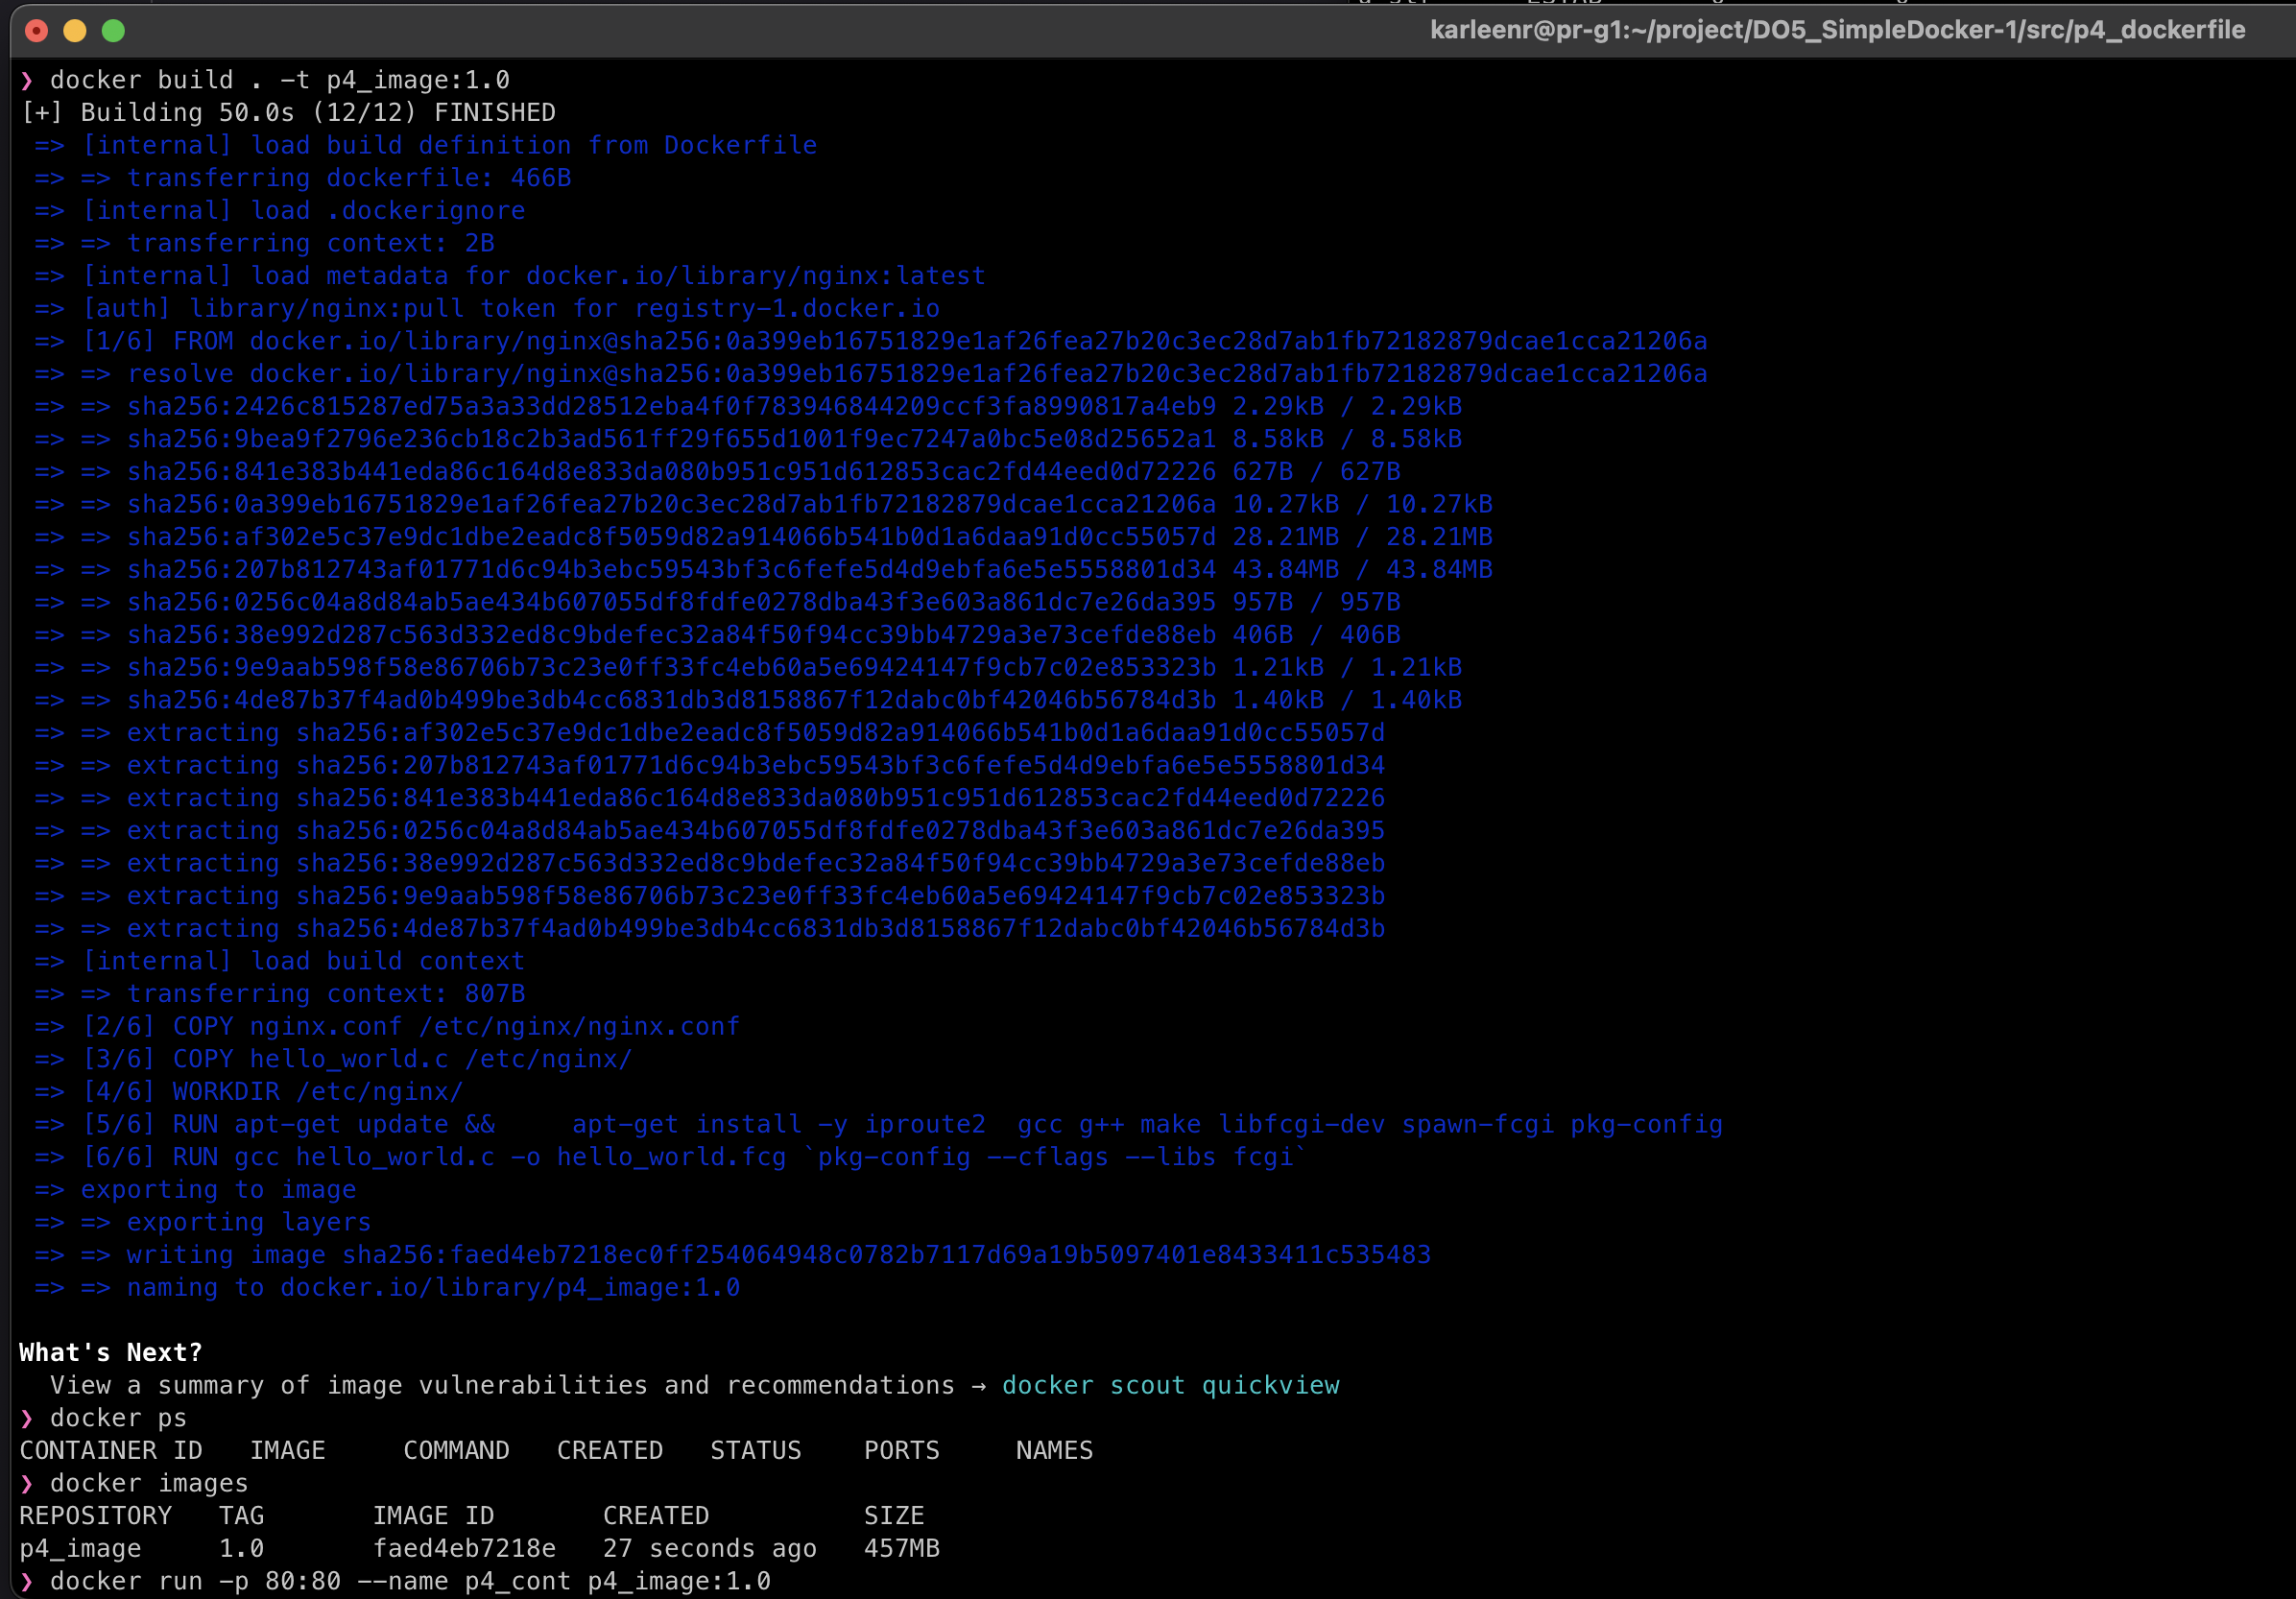 karleenr@pr-g1:~/project/DO5_SimpleDocker-1/src/p4_dockerfile
❯ docker build . -t p4_image:1.0
[+] Building 50.0s (12/12) FINISHED
=> [internal] load build definition from Dockerfile
=> => transferring dockerfile: 466B
=> [internal] load .dockerignore
=> => transferring context: 2B
=> [internal] load metadata for docker.io/library/nginx:latest
=> [auth] library/nginx:pull token for registry-1.docker.io
=> [1/6] FROM docker.io/library/nginx@sha256:0a399eb16751829e1af26fea27b20c3ec28d7ab1fb72182879dcae1cca21206a
=> => resolve docker.io/library/nginx@sha256:0a399eb16751829e1af26fea27b20c3ec28d7ab1fb72182879dcae1cca21206a
=> => sha256:2426c815287ed75a3a33dd28512eba4f0f783946844209ccf3fa8990817a4eb9 2.29kB / 2.29kB
=> => sha256:9bea9f2796e236cb18c2b3ad561ff29f655d1001f9ec7247a0bc5e08d25652a1 8.58kB / 8.58kB
=> => sha256:841e383b441eda86c164d8e833da080b951c951d612853cac2fd44eed0d72226 627B / 627B
=> => sha256:0a399eb16751829e1af26fea27b20c3ec28d7ab1fb72182879dcae1cca21206a 10.27kB / 10.27kB
=> => sha256:af302e5c37e9dc1dbe2eadc8f5059d82a914066b541b0d1a6daa91d0cc55057d 28.21MB / 28.21MB
=> => sha256:207b812743af01771d6c94b3ebc59543bf3c6fefe5d4d9ebfa6e5e5558801d34 43.84MB / 43.84MB
=> => sha256:0256c04a8d84ab5ae434b607055df8fdfe0278dba43f3e603a861dc7e26da395 957B / 957B
=> => sha256:38e992d287c563d332ed8c9bdefec32a84f50f94cc39bb4729a3e73cefde88eb 406B / 406B
=> => sha256:9e9aab598f58e86706b73c23e0ff33fc4eb60a5e69424147f9cb7c02e853323b 1.21kB / 1.21kB
=> => sha256:4de87b37f4ad0b499be3db4cc6831db3d8158867f12dabc0bf42046b56784d3b 1.40kB / 1.40kB
=> => extracting sha256:af302e5c37e9dc1dbe2eadc8f5059d82a914066b541b0d1a6daa91d0cc55057d
=> => extracting sha256:207b812743af01771d6c94b3ebc59543bf3c6fefe5d4d9ebfa6e5e5558801d34
=> => extracting sha256:841e383b441eda86c164d8e833da080b951c951d612853cac2fd44eed0d72226
=> => extracting sha256:0256c04a8d84ab5ae434b607055df8fdfe0278dba43f3e603a861dc7e26da395
=> => extracting sha256:38e992d287c563d332ed8c9bdefec32a84f50f94cc39bb4729a3e73cefde88eb
=> => extracting sha256:9e9aab598f58e86706b73c23e0ff33fc4eb60a5e69424147f9cb7c02e853323b
=> => extracting sha256:4de87b37f4ad0b499be3db4cc6831db3d8158867f12dabc0bf42046b56784d3b
=> [internal] load build context
=> => transferring context: 807B
=> [2/6] COPY nginx.conf /etc/nginx/nginx.conf
=> [3/6] COPY hello_world.c /etc/nginx/
=> [4/6] WORKDIR /etc/nginx/
=> [5/6] RUN apt-get update &&     apt-get install -y iproute2  gcc g++ make libfcgi-dev spawn-fcgi pkg-config
=> [6/6] RUN gcc hello_world.c -o hello_world.fcg `pkg-config --cflags --libs fcgi`
=> exporting to image
=> => exporting layers
=> => writing image sha256:faed4eb7218ec0ff254064948c0782b7117d69a19b5097401e8433411c535483
=> => naming to docker.io/library/p4_image:1.0
What's Next?
View a summary of image vulnerabilities and recommendations → docker scout quickview
❯ docker ps
CONTAINER ID   IMAGE     COMMAND   CREATED   STATUS    PORTS     NAMES
❯ docker images
REPOSITORY   TAG       IMAGE ID       CREATED          SIZE
p4_image     1.0       faed4eb7218e   27 seconds ago   457MB
❯ docker run -p 80:80 --name p4_cont p4_image:1.0